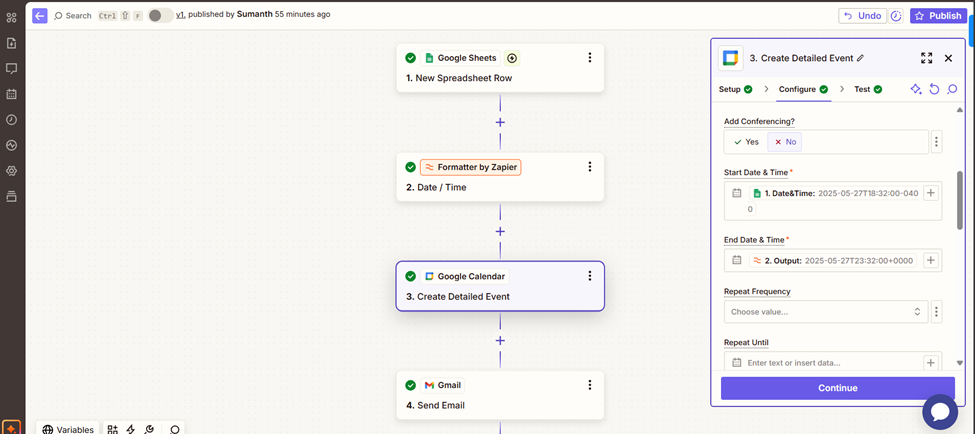 Search Ctrl ⇧ F v1, published by Sumanth 55 minutes ago
Undo
Publish
Google Sheets
1. New Spreadsheet Row
Formatter by Zapier
2. Date / Time
Google Calendar
3. Create Detailed Event
Gmail
4. Send Email
Variables
3. Create Detailed Event
Setup Configure Test
Add Conferencing?
Yes No
Start Date & Time*
1. Date&Time: 2025-05-27T18:32:00-040
0
End Date & Time*
2. Output: 2025-05-27T23:32:00+0000
Repeat Frequency
Choose value...
Repeat Until
Enter text or insert data...
Continue